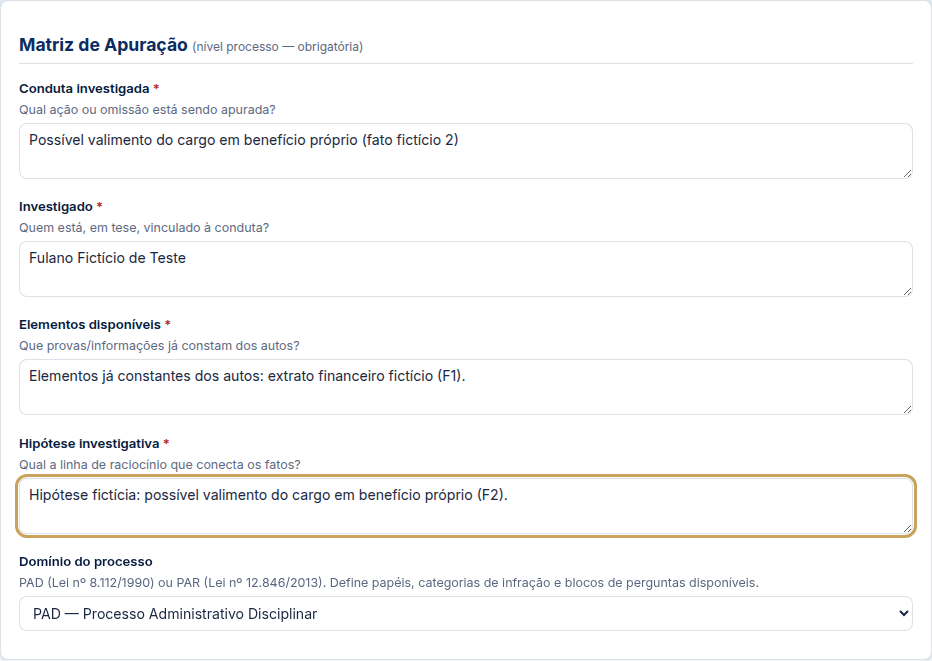 Matriz de Apuração (nível processo — obrigatória)
Conduta investigada *
Qual ação ou omissão está sendo apurada?
Possível valimento do cargo em benefício próprio (fato fictício 2)
Investigado *
Quem está, em tese, vinculado à conduta?
Fulano Fictício de Teste
Elementos disponíveis *
Que provas/informações já constam dos autos?
Elementos já constantes dos autos: extrato financeiro fictício (F1).
Hipótese investigativa *
Qual a linha de raciocínio que conecta os fatos?
Hipótese fictícia: possível valimento do cargo em benefício próprio (F2).
Domínio do processo
PAD (Lei nº 8.112/1990) ou PAR (Lei nº 12.846/2013). Define papéis, categorias de infração e blocos de perguntas disponíveis.
PAD — Processo Administrativo Disciplinar